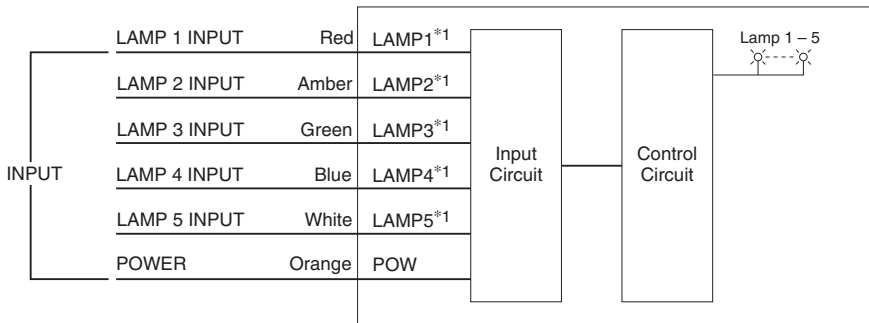 LAMP 1 INPUT Red LAMP1*1
LAMP 2 INPUT Amber LAMP2*1
LAMP 3 INPUT Green LAMP3*1
LAMP 4 INPUT Blue LAMP4*1
LAMP 5 INPUT White LAMP5*1
POWER Orange POW
INPUT
Input
Circuit
Control
Circuit
Lamp 1 – 5